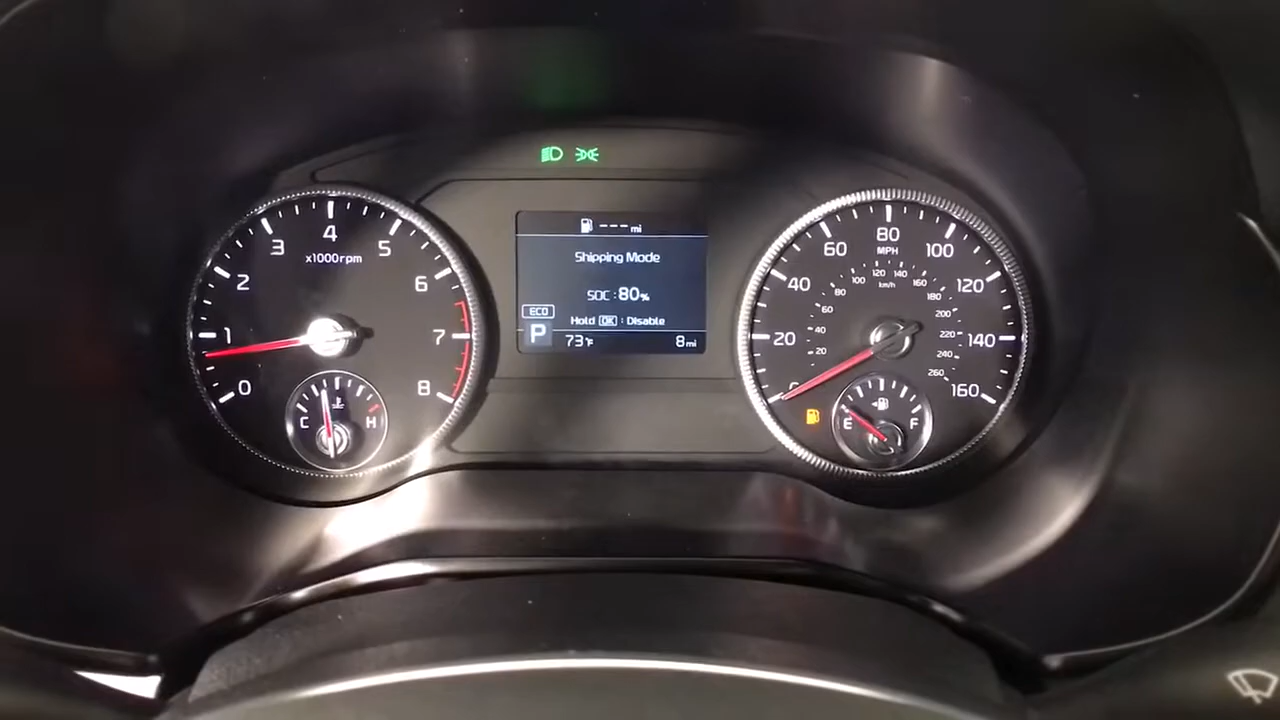 --- mi
Shipping Mode
SOC : 80%
ECO
Hold OK : Disable
P
73°F
8 mi
0
1
2
3
4
5
6
7
8
x1000rpm
C
H
0
20
40
60
80
100
120
140
160
MPH
20
40
60
80
100
120
140
160
180
200
220
240
260
km/h
E
F